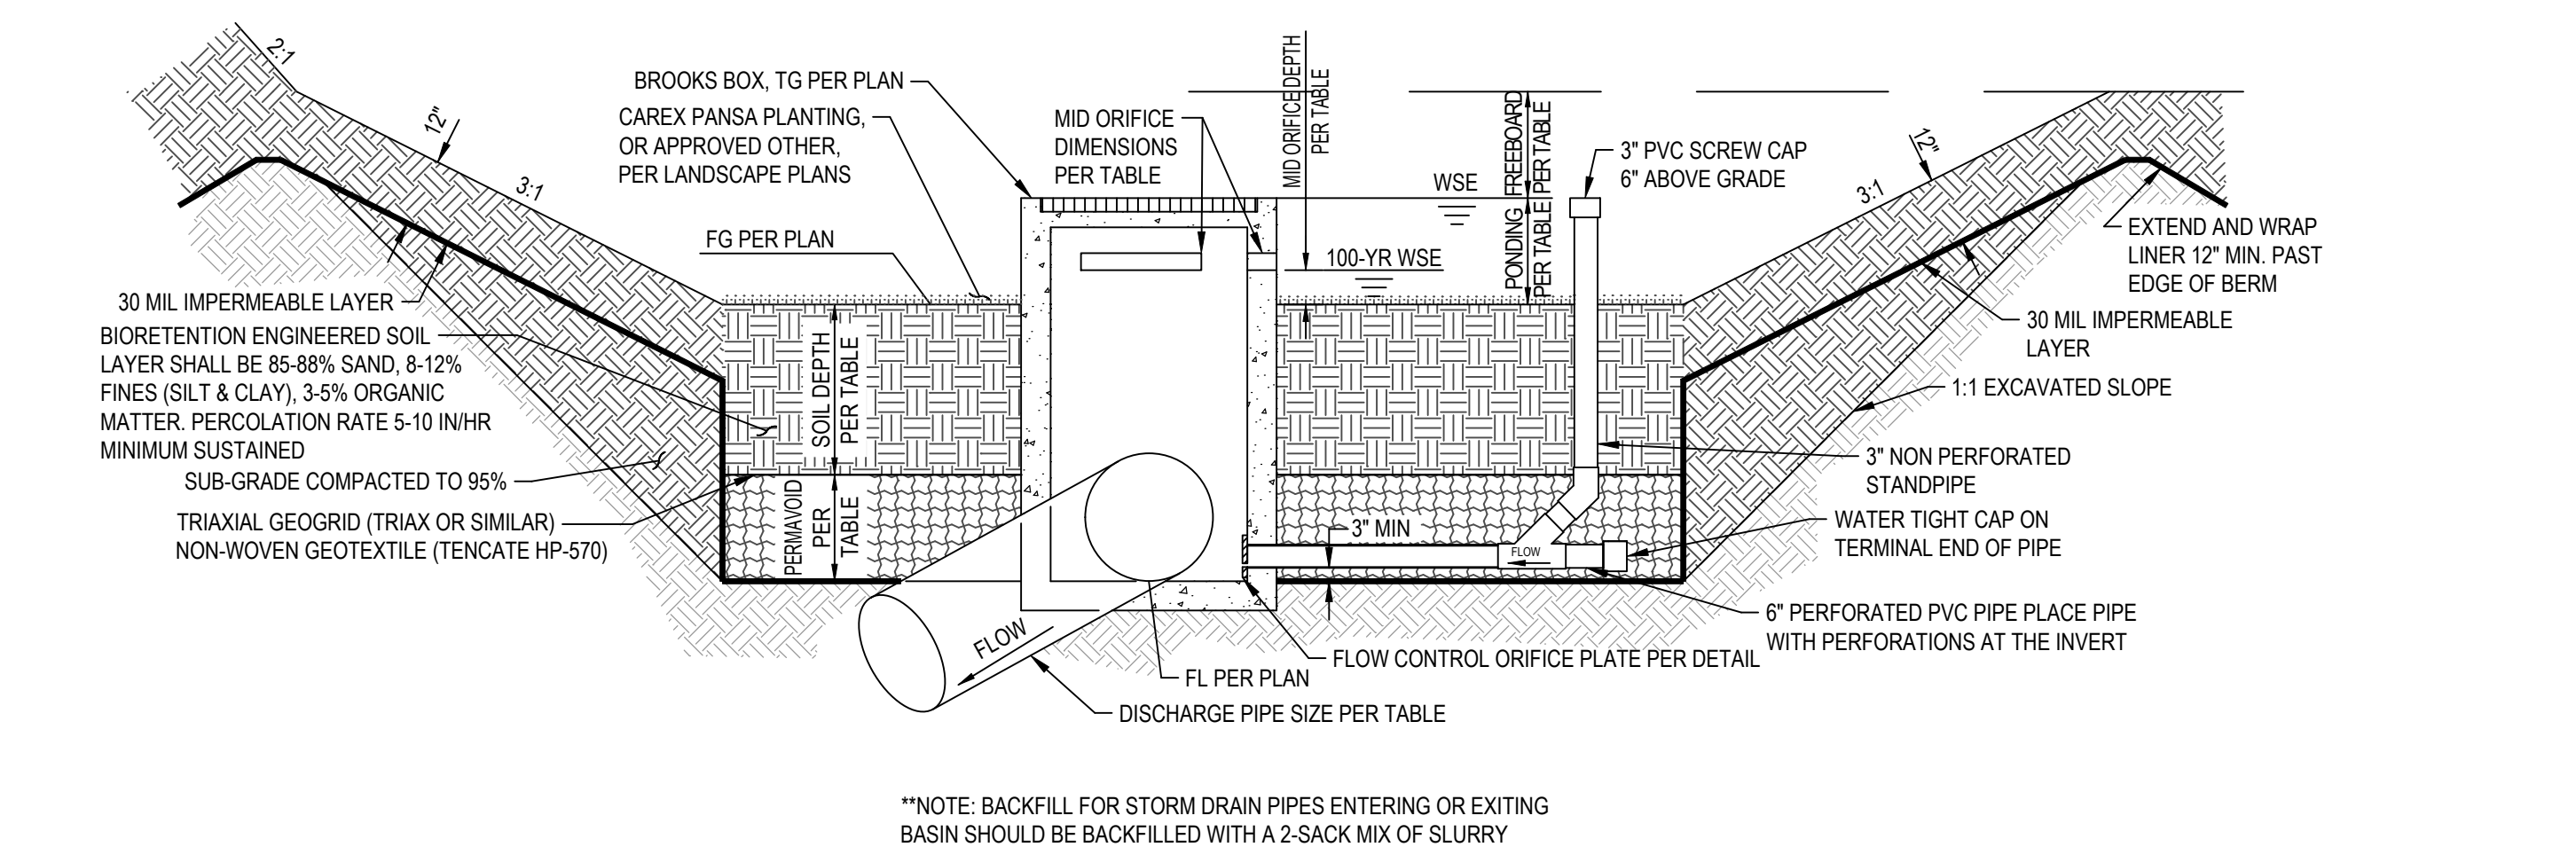 2:1
12"
3:1
BROOKS BOX, TG PER PLAN
CAREX PANSA PLANTING,
OR APPROVED OTHER,
PER LANDSCAPE PLANS
FG PER PLAN
30 MIL IMPERMEABLE LAYER
BIORETENTION ENGINEERED SOIL
LAYER SHALL BE 85-88% SAND, 8-12%
FINES (SILT & CLAY), 3-5% ORGANIC
MATTER. PERCOLATION RATE 5-10 IN/HR
MINIMUM SUSTAINED
SUB-GRADE COMPACTED TO 95%
TRIAXIAL GEOGRID (TRIAX OR SIMILAR)
NON-WOVEN GEOTEXTILE (TENCATE HP-570)
SOIL DEPTH
PER TABLE
PERMAVOID
PER
TABLE
MID ORIFICE
DIMENSIONS
PER TABLE
MID ORIFICE DEPTH
PER TABLE
WSE
100-YR WSE
FREEBOARD
PER TABLE
PONDING
PER TABLE
3" PVC SCREW CAP
6" ABOVE GRADE
12"
3:1
EXTEND AND WRAP
LINER 12" MIN. PAST
EDGE OF BERM
30 MIL IMPERMEABLE
LAYER
1:1 EXCAVATED SLOPE
3" NON PERFORATED
STANDPIPE
WATER TIGHT CAP ON
TERMINAL END OF PIPE
3" MIN
FLOW
6" PERFORATED PVC PIPE PLACE PIPE
WITH PERFORATIONS AT THE INVERT
FLOW CONTROL ORIFICE PLATE PER DETAIL
FL PER PLAN
FLOW
DISCHARGE PIPE SIZE PER TABLE
**NOTE: BACKFILL FOR STORM DRAIN PIPES ENTERING OR EXITING
BASIN SHOULD BE BACKFILLED WITH A 2-SACK MIX OF SLURRY